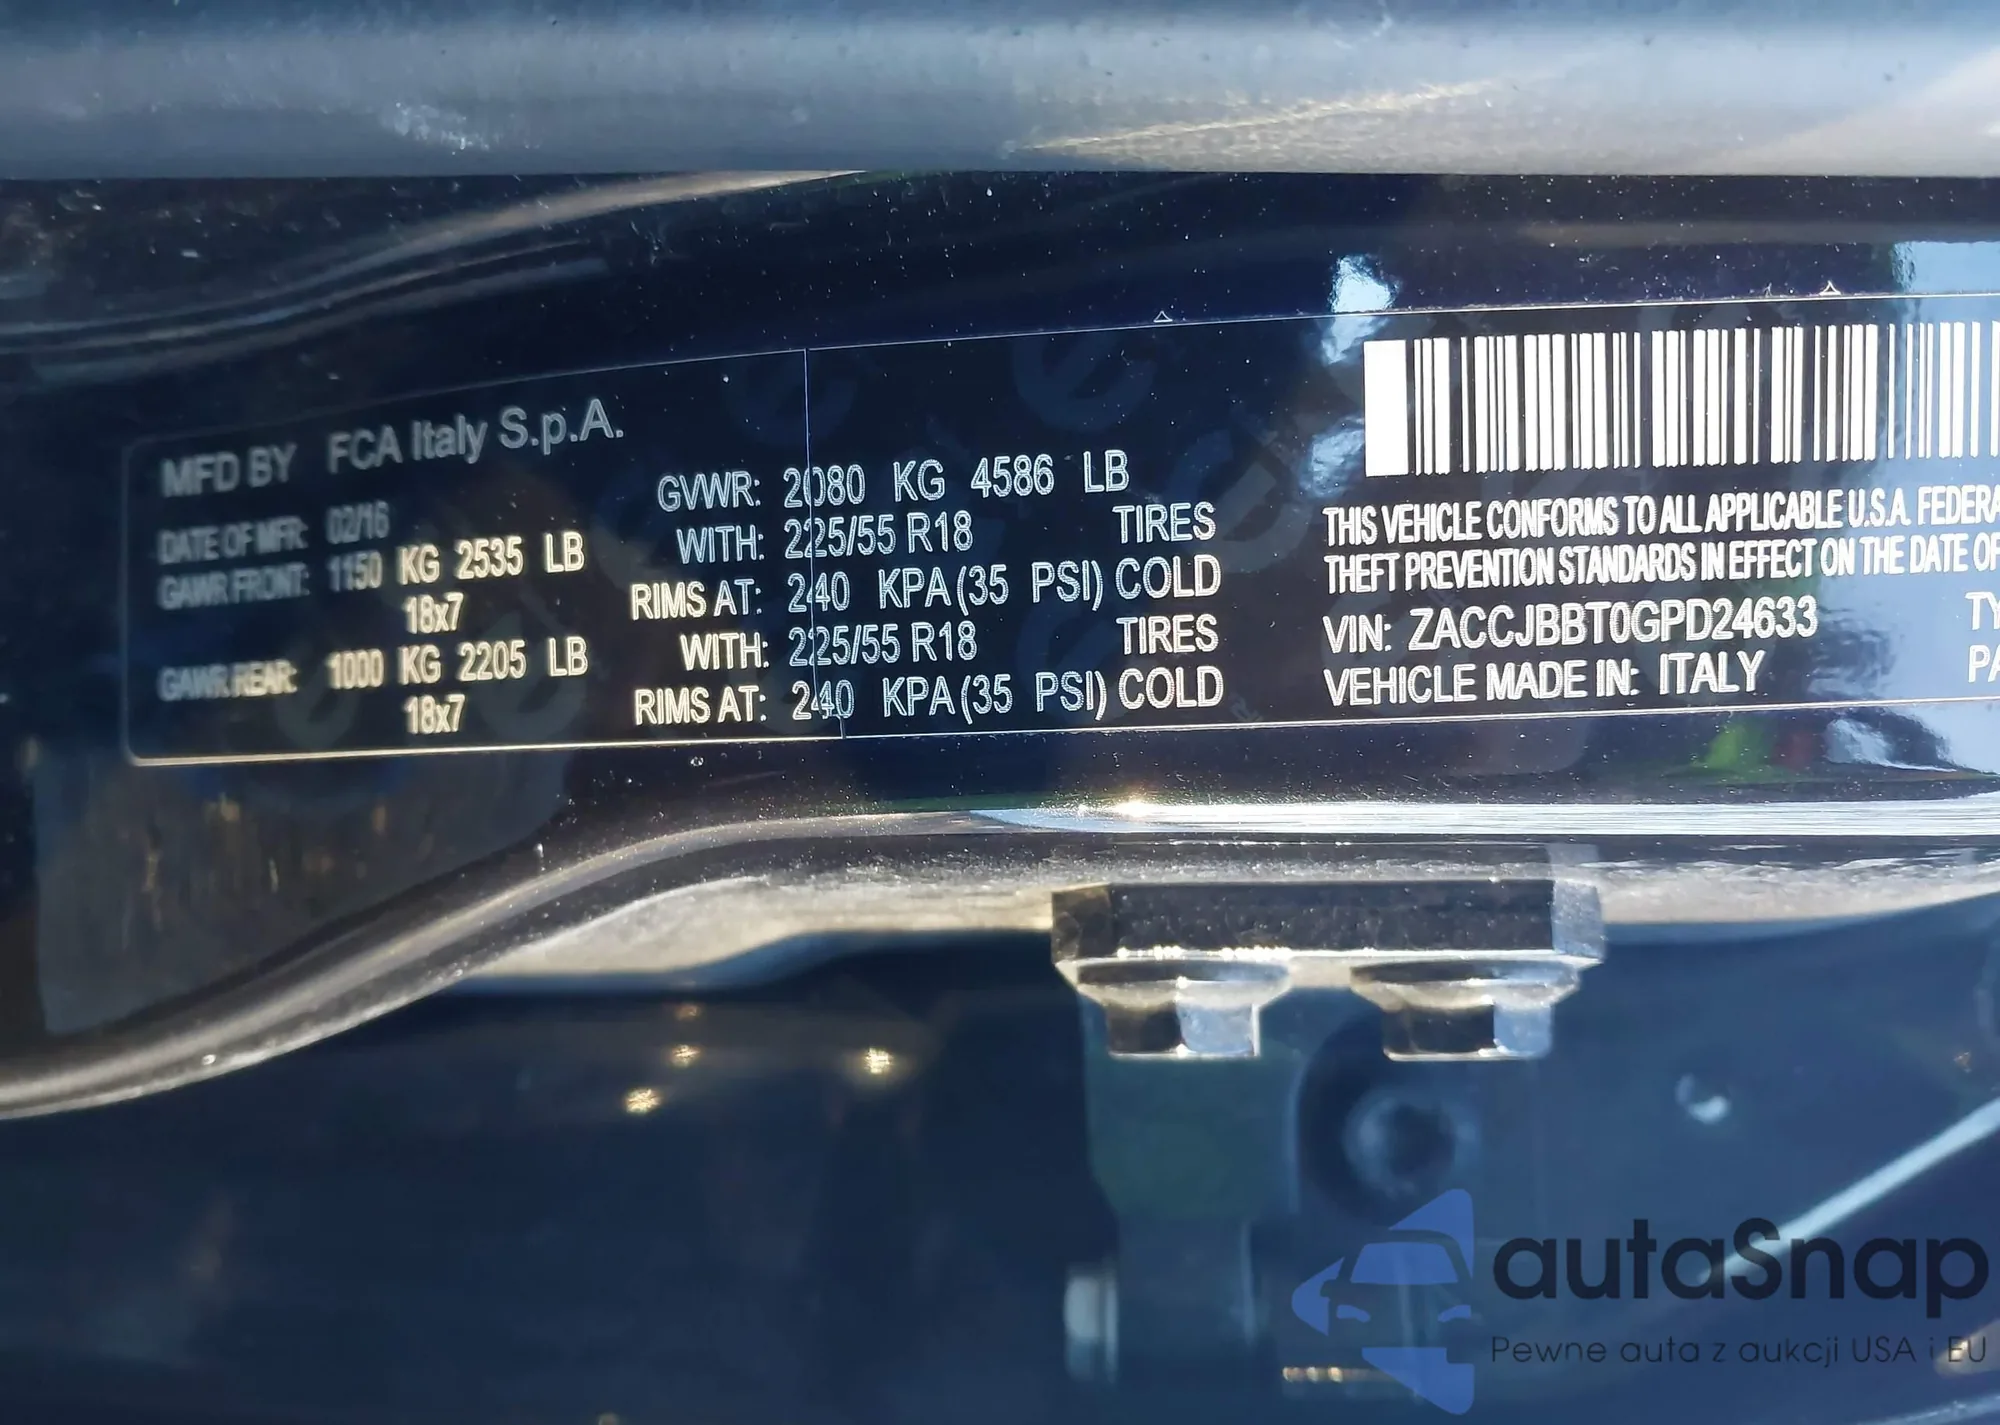 MFD BY FCA Italy S.p.A.
DATE OF MFR: 02/16 GVWR: 2080 KG 4586 LB
GAWR FRONT: 1150 KG 2535 LB WITH: 225/55 R18 TIRES
18x7 RIMS AT: 240 KPA (35 PSI) COLD
GAWR REAR: 1000 KG 2205 LB WITH: 225/55 R18 TIRES
18x7 RIMS AT: 240 KPA (35 PSI) COLD
THIS VEHICLE CONFORMS TO ALL APPLICABLE U.S.A. FEDERA
THEFT PREVENTION STANDARDS IN EFFECT ON THE DATE OF
VIN: ZACCJBBT0GPD24633 TY
VEHICLE MADE IN: ITALY PA
autaSnap
Pewne auta z aukcji USA i EU